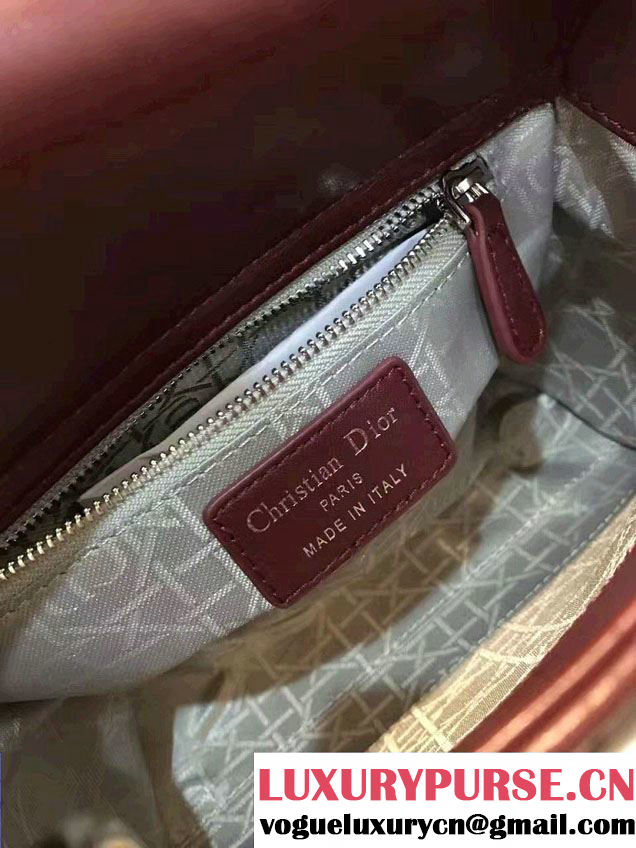 Christian Dior
PARIS
MADE IN ITALY
LUXURYPURSE.CN
vogueluxurycn@gmail.com